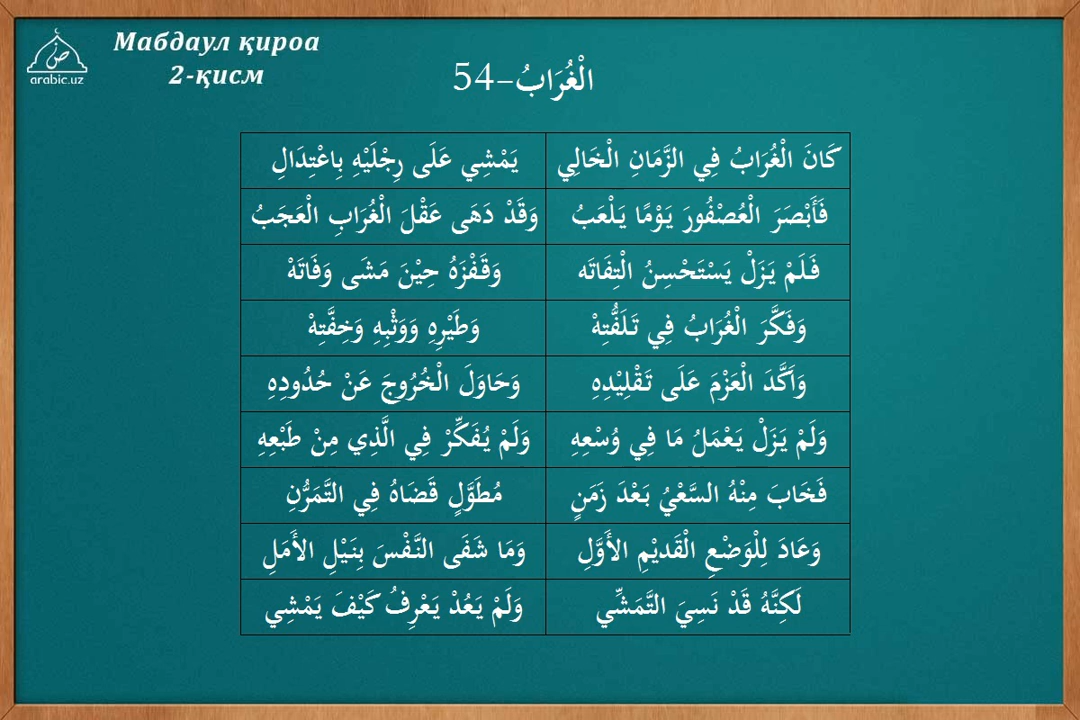 Мабдаул қироа
2-қисм
arabic.uz
54-الْغُرَابُ
كَانَ الْغُرَابُ فِي الزَّمَانِ الْخَالِي يَمْشِي عَلَى رِجْلَيْهِ بِاعْتِدَالِ
فَأَبْصَرَ الْعُصْفُورَ يَوْمًا يَلْعَبُ وَقَدْ دَهَى عَقْلَ الْغُرَابِ الْعَجَبُ
فَلَمْ يَزَلْ يَسْتَحْسِنُ الْتِفَاتَه وَقَفْزَهُ حِيْنَ مَشَى وَفَاتَهْ
وَفَكَّرَ الْغُرَابُ فِي تَلَفُّتِهْ وَطَيْرِهِ وَوَثْبِهِ وَخِفَّتِهْ
وَاَكَّدَ الْعَزْمَ عَلَى تَقْلِيْدِهِ وَحَاوَلَ الْخُرُوجَ عَنْ حُدُودِهِ
وَلَمْ يَزَلْ يَعْمَلُ مَا فِي وُسْعِهِ وَلَمْ يُفَكِّرْ فِي الَّذِي مِنْ طَبْعِهِ
فَخَابَ مِنْهُ السَّعْيُ بَعْدَ زَمَنٍ مُطَوَّلٍ قَضَاهُ فِي التَّمَرُّنِ
وَعَادَ لِلْوَضْعِ الْقَدِيْمِ الأَوَّلِ وَمَا شَفَى النَّفْسَ بِنَيْلِ الأَمَلِ
لَكِنَّهُ قَدْ نَسِيَ التَّمَشِّي وَلَمْ يَعُدْ يَعْرِفُ كَيْفَ يَمْشِي